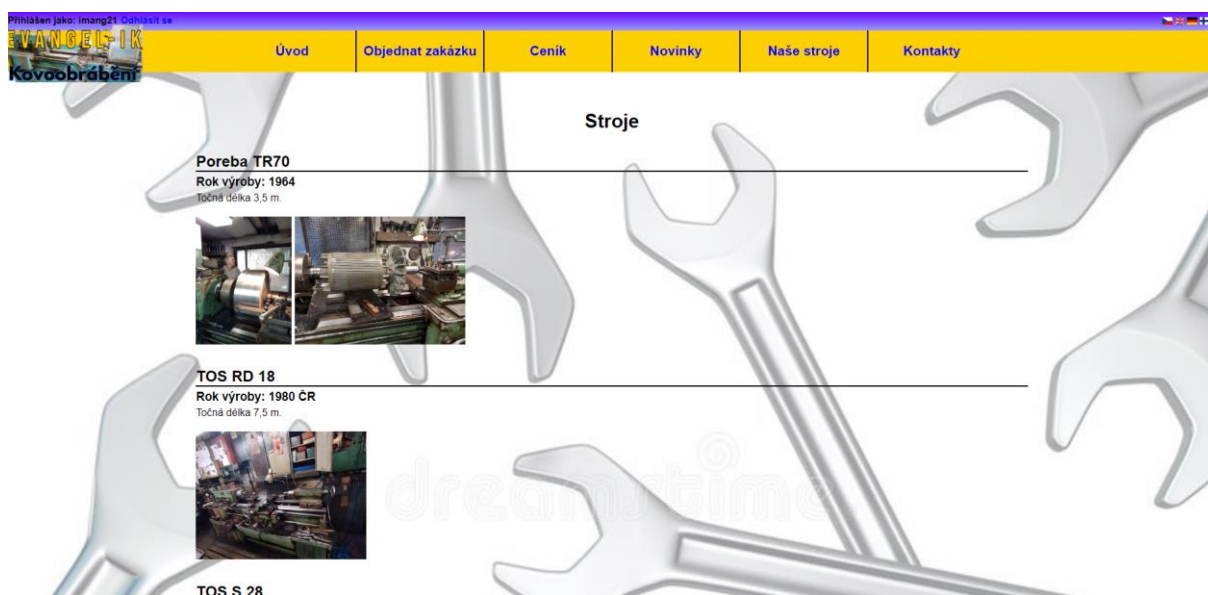 Přihlášen jako: imang21 Odhlásit se
EVANGEL-IK
Kovoobrábění
Úvod
Objednat zakázku
Ceník
Novinky
Naše stroje
Kontakty
Stroje
Poreba TR70
Rok výroby: 1964
Točná délka 3,5 m.
TOS RD 18
Rok výroby: 1980 ČR
Točná délka 7,5 m.
dreamstime
TOS S 28